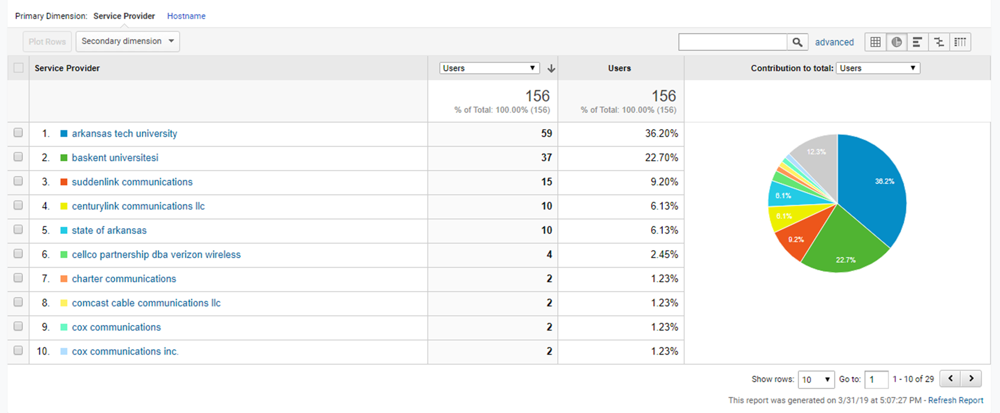 Primary Dimension: Service Provider Hostname
Plot Rows Secondary dimension advanced
Service Provider Users Users Contribution to total: Users
156 156
% of Total: 100.00% (156) % of Total: 100.00% (156)
1. arkansas tech university 59 36.20%
2. baskent universitesi 37 22.70%
3. suddenlink communications 15 9.20%
4. centurylink communications llc 10 6.13%
5. state of arkansas 10 6.13%
6. cellco partnership dba verizon wireless 4 2.45%
7. charter communications 2 1.23%
8. comcast cable communications llc 2 1.23%
9. cox communications 2 1.23%
10. cox communications inc. 2 1.23%
12.3%
36.2%
6.1%
6.1%
9.2%
22.7%
Show rows: 10 Go to: 1 1 - 10 of 29
This report was generated on 3/31/19 at 5:07:27 PM - Refresh Report